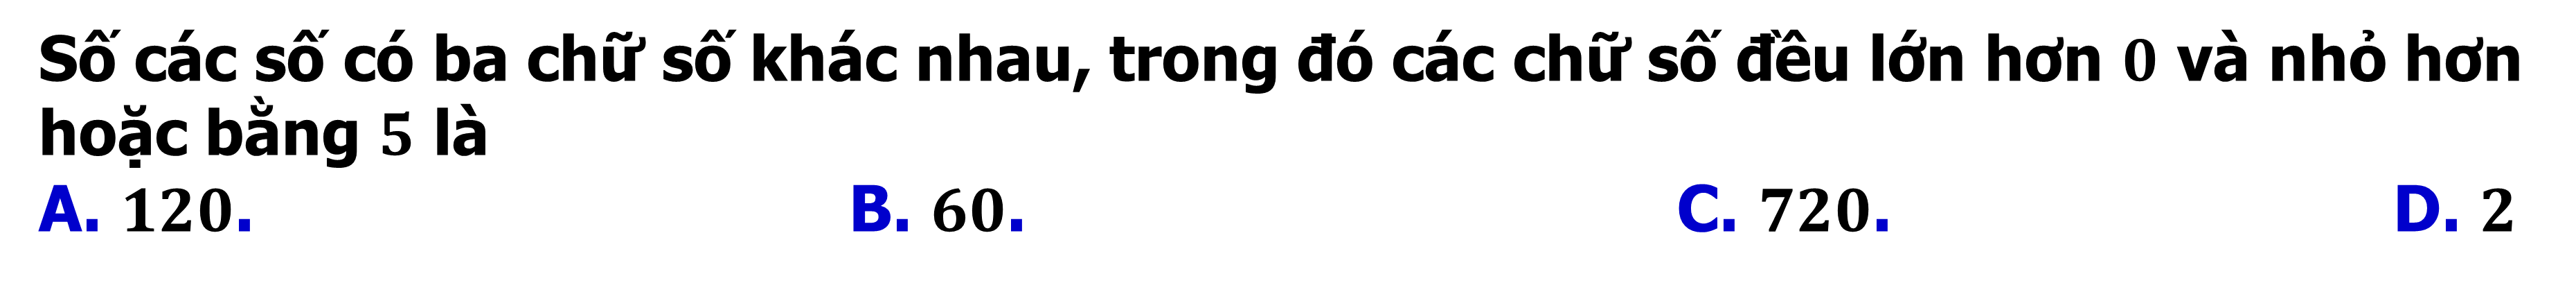 Số các số có ba chữ số khác nhau, trong đó các chữ số đều lớn hơn 0 và nhỏ hơn
hoặc bằng 5 là
A. 120. B. 60. C. 720. D. 2